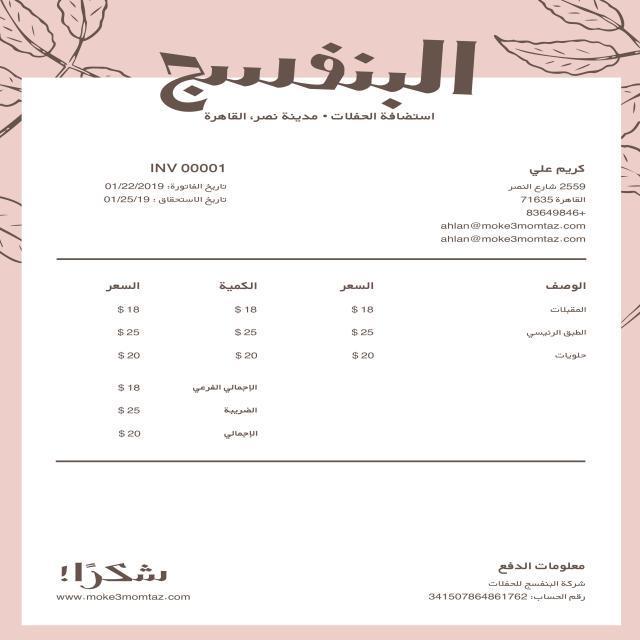 البنفسج
استضافة الحفلات • مدينة نصر، القاهرة
كريم علي
2559 شارع النصر
القاهرة 71635
83649846+
ahlan@moke3momtaz.com
ahlan@moke3momtaz.com
INV 00001
تاريخ الفاتورة: 01/22/2019
تاريخ الاستحقاق : 01/25/19
الوصف السعر الكمية السعر
المقبلات $ 18 $ 18 $ 18
الطبق الرئيسي $ 25 $ 25 $ 25
حلويات $ 20 $ 20 $ 20
الإجمالي الفرعي $ 18
الضريبة $ 25
الإجمالي $ 20
معلومات الدفع
شركة البنفسج للحفلات
رقم الحساب: 341507864861762
شكرًا!
www.moke3momtaz.com